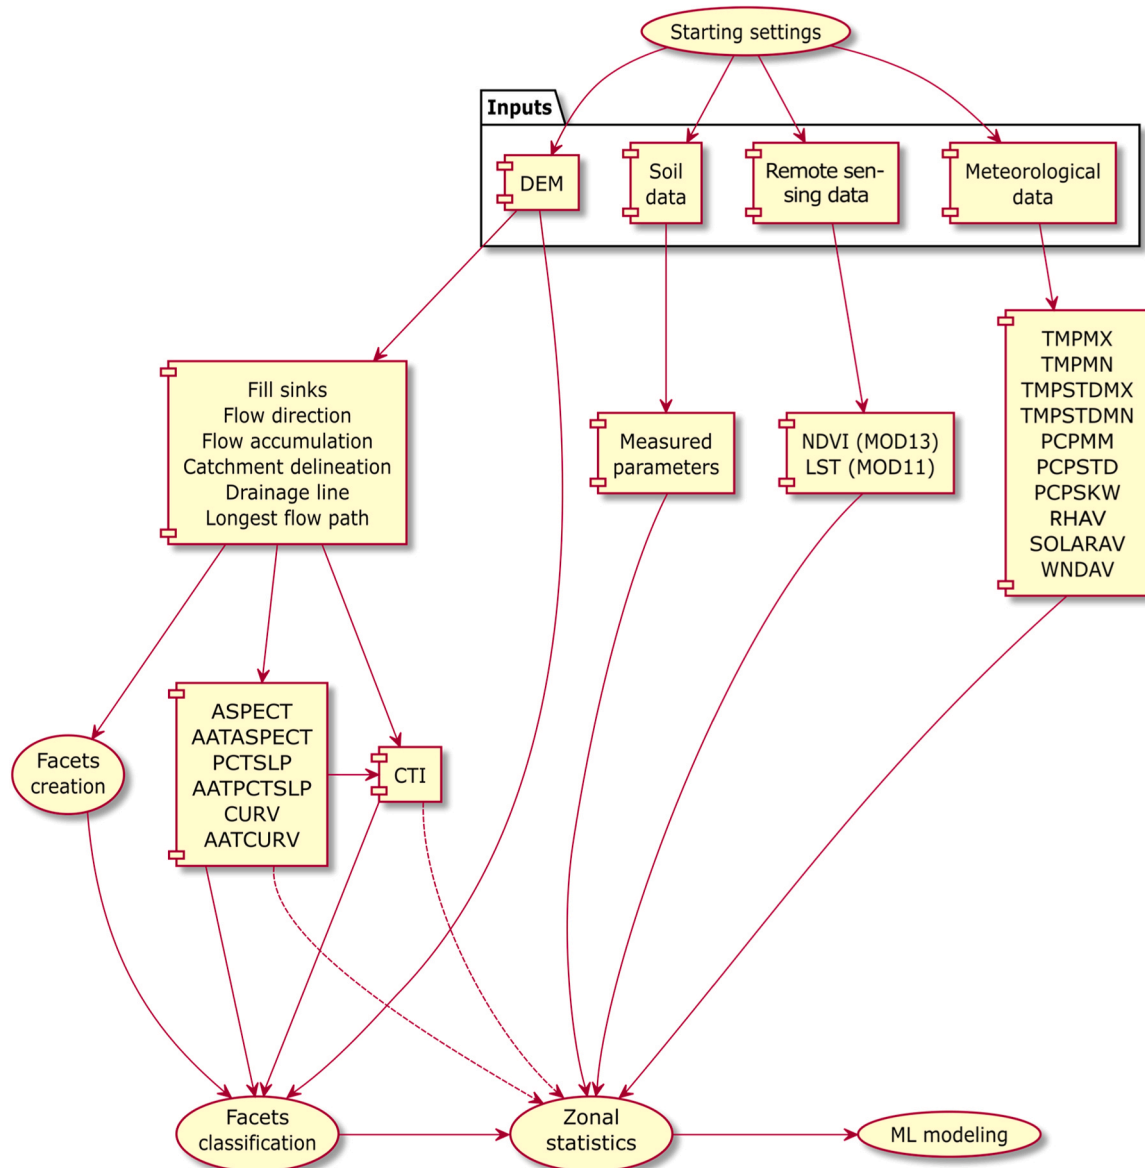 Starting settings
Inputs
DEM
Soil
data
Remote sen-
sing data
Meteorological
data
TMPMX
TMPMN
TMPSTDMX
TMPSTDMN
PCPMM
PCPSTD
PCPSKW
RHAV
SOLARAV
WNDAV
Fill sinks
Flow direction
Flow accumulation
Catchment delineation
Drainage line
Longest flow path
Measured
parameters
NDVI (MOD13)
LST (MOD11)
Facets
creation
ASPECT
AATASPECT
PCTSLP
AATPCTSLP
CURV
AATCURV
CTI
Facets
classification
Zonal
statistics
ML modeling